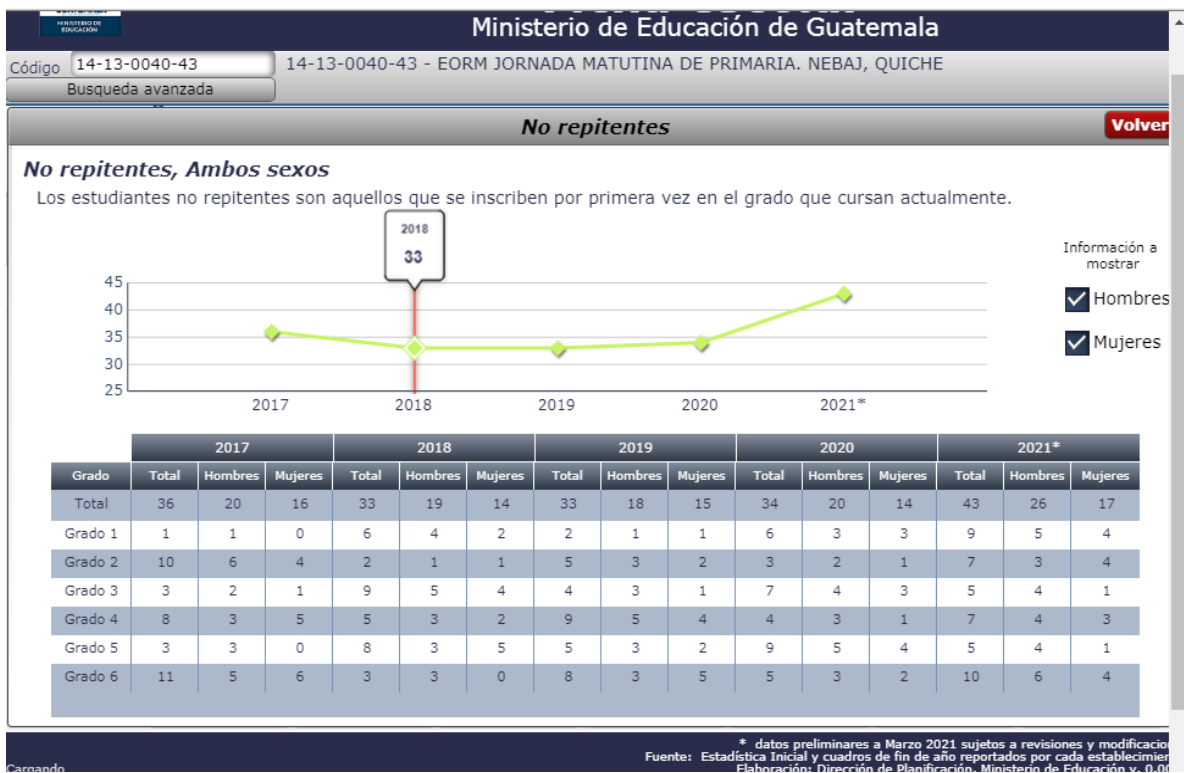 MINISTERIO DE
EDUCACIÓN
Ministerio de Educación de Guatemala
Código 14-13-0040-43 14-13-0040-43 - EORM JORNADA MATUTINA DE PRIMARIA. NEBAJ, QUICHE
Busqueda avanzada
No repitentes Volver
No repitentes, Ambos sexos
Los estudiantes no repitentes son aquellos que se inscriben por primera vez en el grado que cursan actualmente.
2018
33
Información a
mostrar
Hombres
Mujeres
45
40
35
30
25
2017 2018 2019 2020 2021*
2017 2018 2019 2020 2021*
Grado Total Hombres Mujeres Total Hombres Mujeres Total Hombres Mujeres Total Hombres Mujeres Total Hombres Mujeres
Total 36 20 16 33 19 14 33 18 15 34 20 14 43 26 17
Grado 1 1 1 0 6 4 2 2 1 1 6 3 3 9 5 4
Grado 2 10 6 4 2 1 1 5 3 2 3 2 1 7 3 4
Grado 3 3 2 1 9 5 4 4 3 1 7 4 3 5 4 1
Grado 4 8 3 5 5 3 2 9 5 4 4 3 1 7 4 3
Grado 5 3 3 0 8 3 5 5 3 2 9 5 4 5 4 1
Grado 6 11 5 6 3 3 0 8 3 5 5 3 2 10 6 4
* datos preliminares a Marzo 2021 sujetos a revisiones y modificacio
Fuente: Estadística Inicial y cuadros de fin de año reportados por cada establecimier
Cargando Elaboración: Dirección de Planificación, Ministerio de Educación v. 0.00